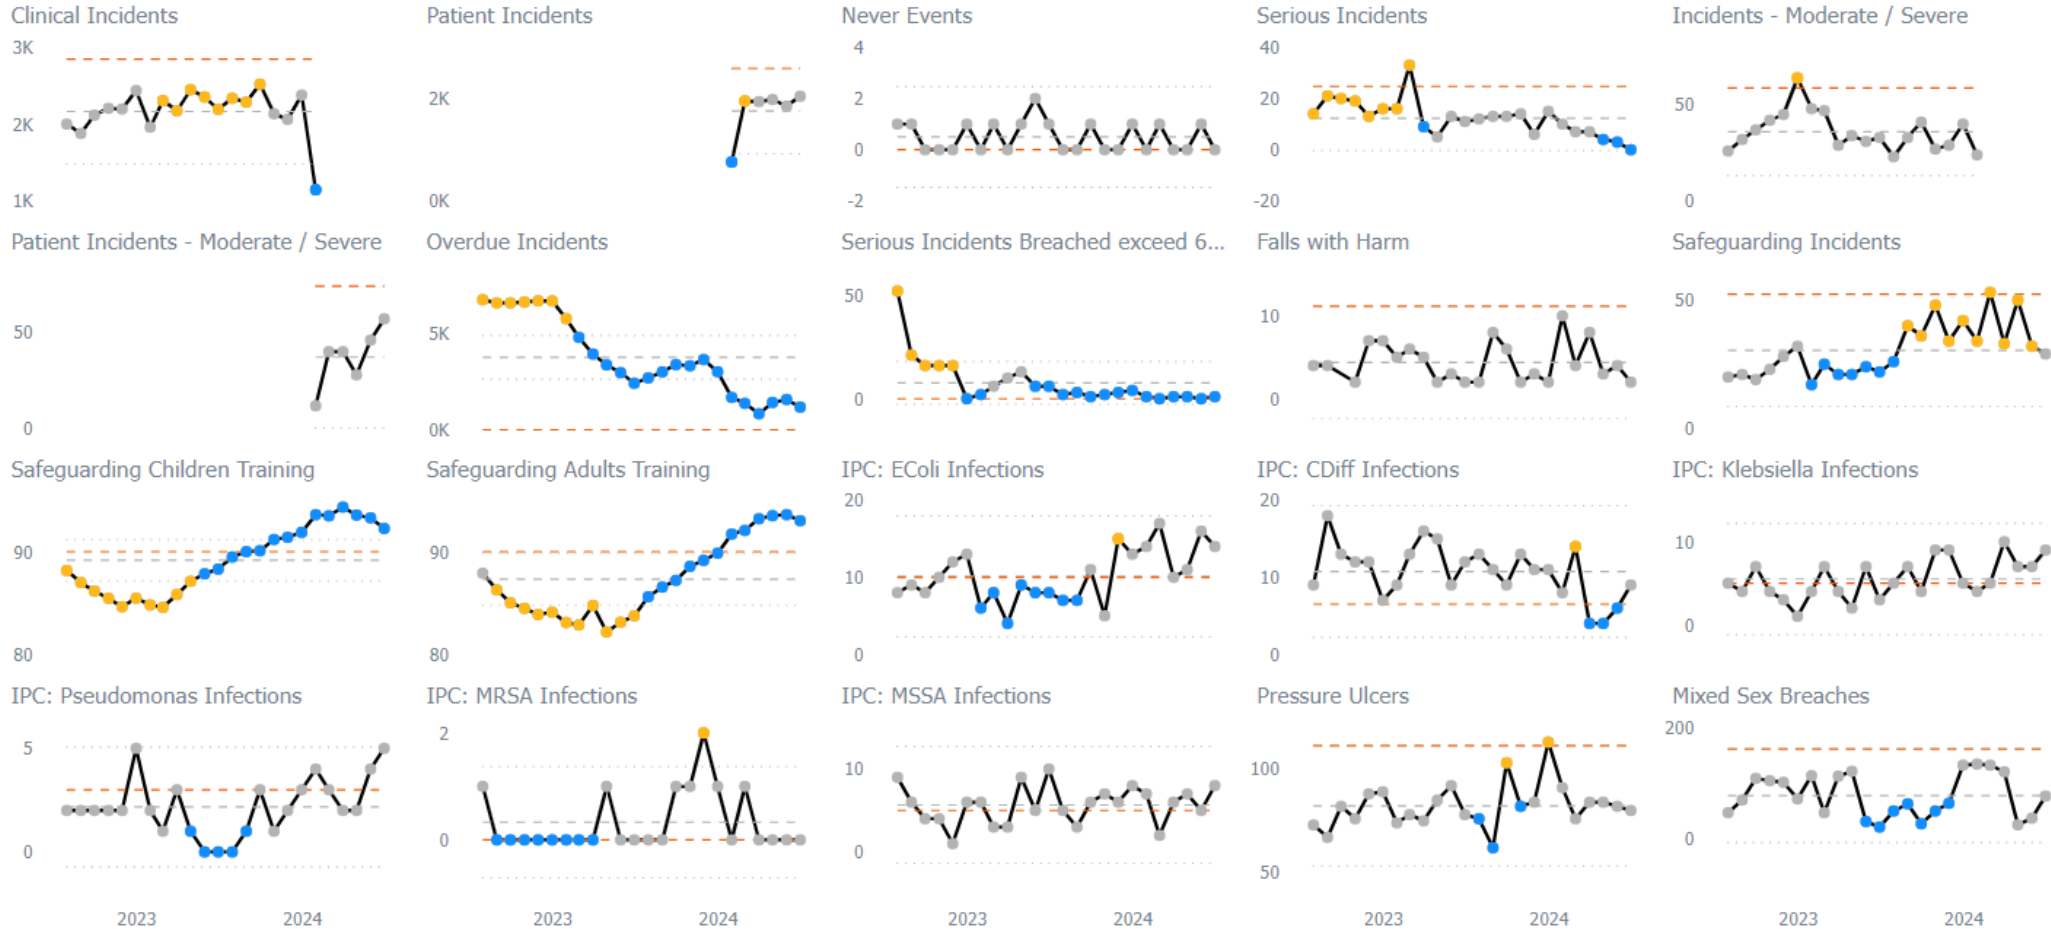 Clinical Incidents
3K
2K
1K
Patient Incidents
2K
0K
Never Events
4
2
0
-2
Serious Incidents
40
20
0
-20
Incidents - Moderate / Severe
50
0
Patient Incidents - Moderate / Severe
50
0
Overdue Incidents
5K
0K
Serious Incidents Breached exceed 6...
50
0
Falls with Harm
10
0
Safeguarding Incidents
50
0
Safeguarding Children Training
90
80
Safeguarding Adults Training
90
80
IPC: EColi Infections
20
10
0
IPC: CDiff Infections
20
10
0
IPC: Klebsiella Infections
10
0
IPC: Pseudomonas Infections
5
0
2023 2024
IPC: MRSA Infections
2
0
2023 2024
IPC: MSSA Infections
10
0
2023 2024
Pressure Ulcers
100
50
2023 2024
Mixed Sex Breaches
200
0
2023 2024